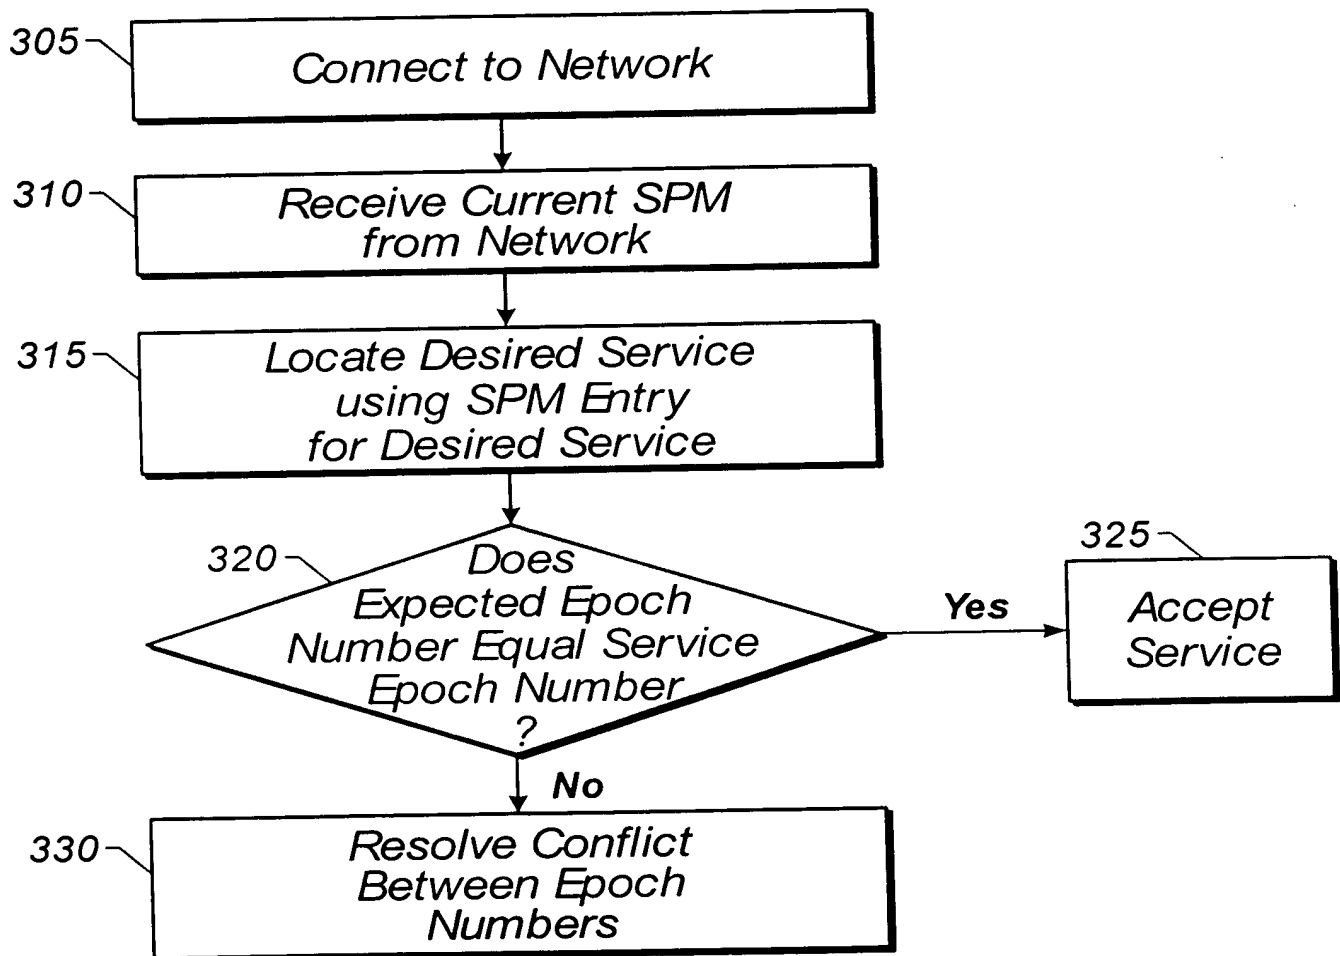 305
Connect to Network
310
Receive Current SPM
from Network
315
Locate Desired Service
using SPM Entry
for Desired Service
320
Does
Expected Epoch
Number Equal Service
Epoch Number
?
Yes
325
Accept
Service
No
330
Resolve Conflict
Between Epoch
Numbers